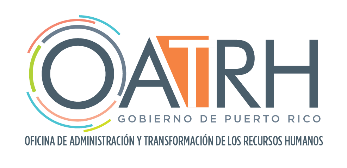 OATRH
GOBIERNO DE PUERTO RICO
OFICINA DE ADMINISTRACIÓN Y TRANSFORMACIÓN DE LOS RECURSOS HUMANOS